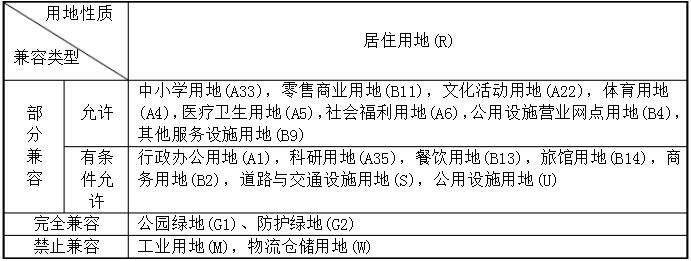 用地性质
兼容类型
居住用地(R)
部分兼容
允许
中小学用地(A33)，零售商业用地(B11)，文化活动用地(A22)，体育用地
(A4)，医疗卫生用地(A5)，社会福利用地(A6)，公用设施营业网点用地(B4)，
其他服务设施用地(B9)
有条
件允
许
行政办公用地(A1)，科研用地(A35)，餐饮用地(B13)，旅馆用地(B14)，商
务用地(B2)，道路与交通设施用地(S)，公用设施用地(U)
完全兼容
公园绿地(G1)、防护绿地(G2)
禁止兼容
工业用地(M)，物流仓储用地(W)